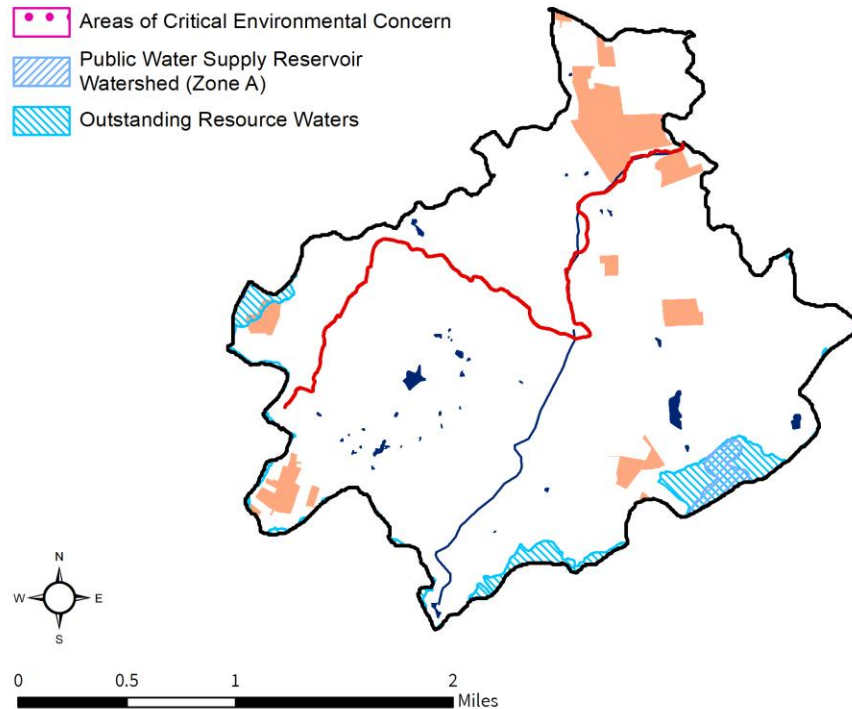 Areas of Critical Environmental Concern
Public Water Supply Reservoir
Watershed (Zone A)
Outstanding Resource Waters
N
W E
S
0 0.5 1 2
Miles